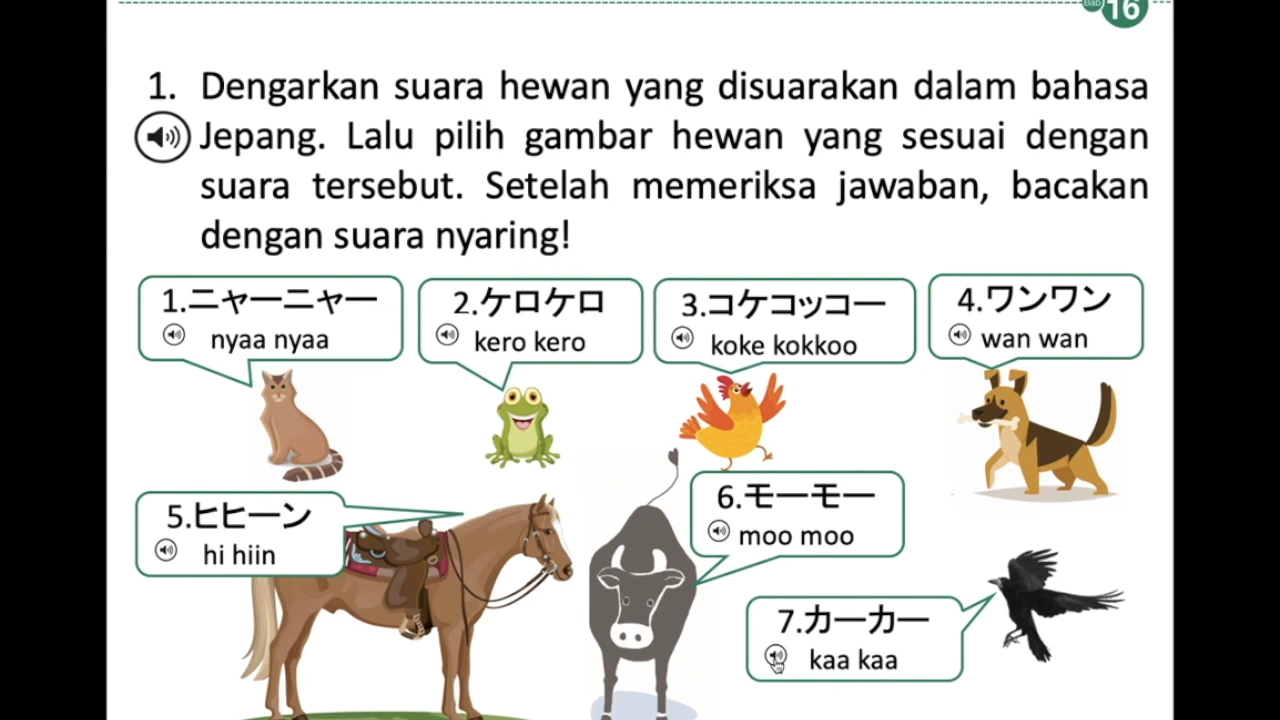 Bab 16
1. Dengarkan suara hewan yang disuarakan dalam bahasa
Jepang. Lalu pilih gambar hewan yang sesuai dengan
suara tersebut. Setelah memeriksa jawaban, bacakan
dengan suara nyaring!
1.ニャーニャー
nyaa nyaa
2.ケロケロ
kero kero
3.コケコッコー
koke kokkoo
4.ワンワン
wan wan
5.ヒヒーン
hi hiin
6.モーモー
moo moo
7.カーカー
kaa kaa